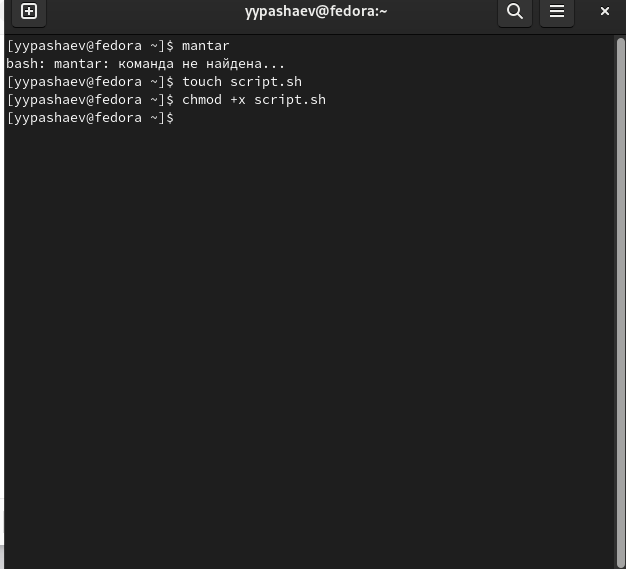 yypashaev@fedora:~
[yypashaev@fedora ~]$ mantar
bash: mantar: команда не найдена...
[yypashaev@fedora ~]$ touch script.sh
[yypashaev@fedora ~]$ chmod +x script.sh
[yypashaev@fedora ~]$